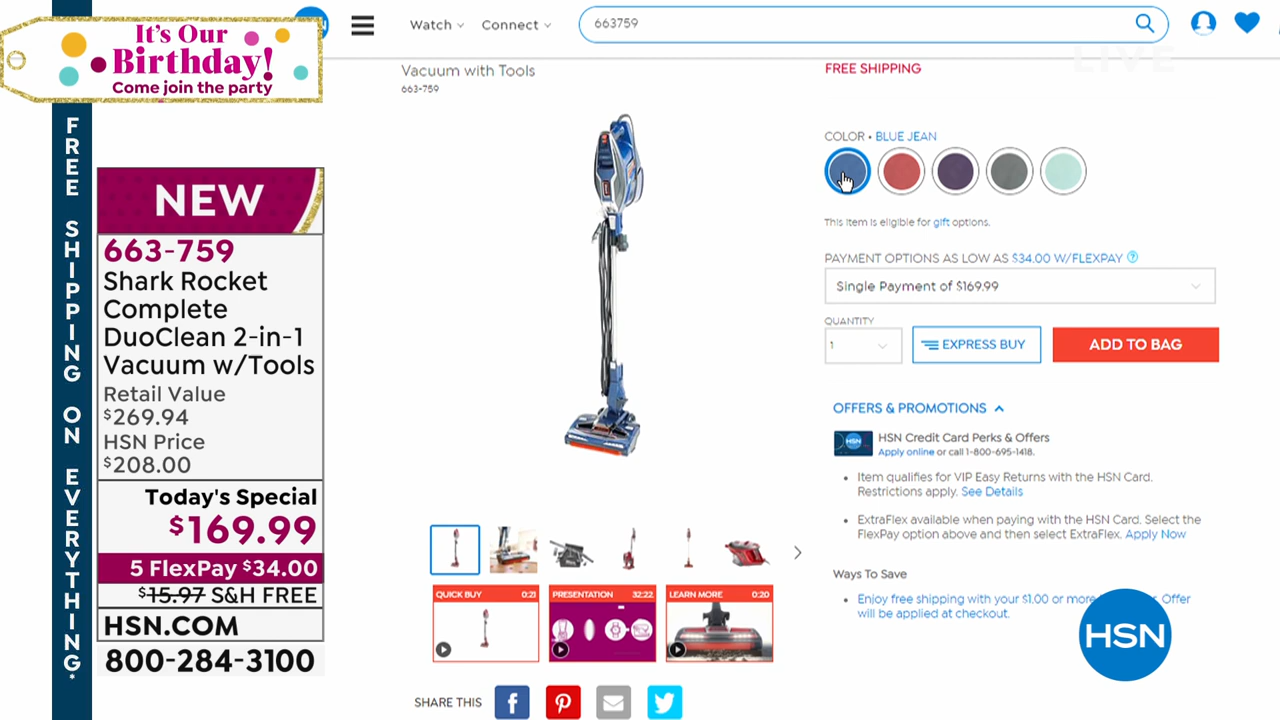 It's Our
Birthday!
Come join the party
FREE SHIPPING ON EVERYTHING.*
NEW
663-759
Shark Rocket
Complete
DuoClean 2-in-1
Vacuum w/Tools
Retail Value
$269.94
HSN Price
$208.00
Today's Special
$169.99
5 FlexPay $34.00
$15.97 S&H FREE
HSN.COM
800-284-3100
Watch
Connect
663759
LIVE
Vacuum with Tools
663-759
FREE SHIPPING
COLOR • BLUE JEAN
This item is eligible for gift options.
PAYMENT OPTIONS AS LOW AS $34.00 W/FLEXPAY ?
Single Payment of $169.99
QUANTITY
1
EXPRESS BUY
ADD TO BAG
OFFERS & PROMOTIONS
HSN
HSN Credit Card Perks & Offers
Apply online or call 1-800-695-1418.
• Item qualifies for VIP Easy Returns with the HSN Card.
Restrictions apply. See Details
• ExtraFlex available when paying with the HSN Card. Select the
FlexPay option above and then select ExtraFlex. Apply Now
Ways To Save
• Enjoy free shipping with your $1.00 or more Offer
will be applied at checkout.
HSN
QUICK BUY 0:21
PRESENTATION 32:22
LEARN MORE 0:20
SHARE THIS